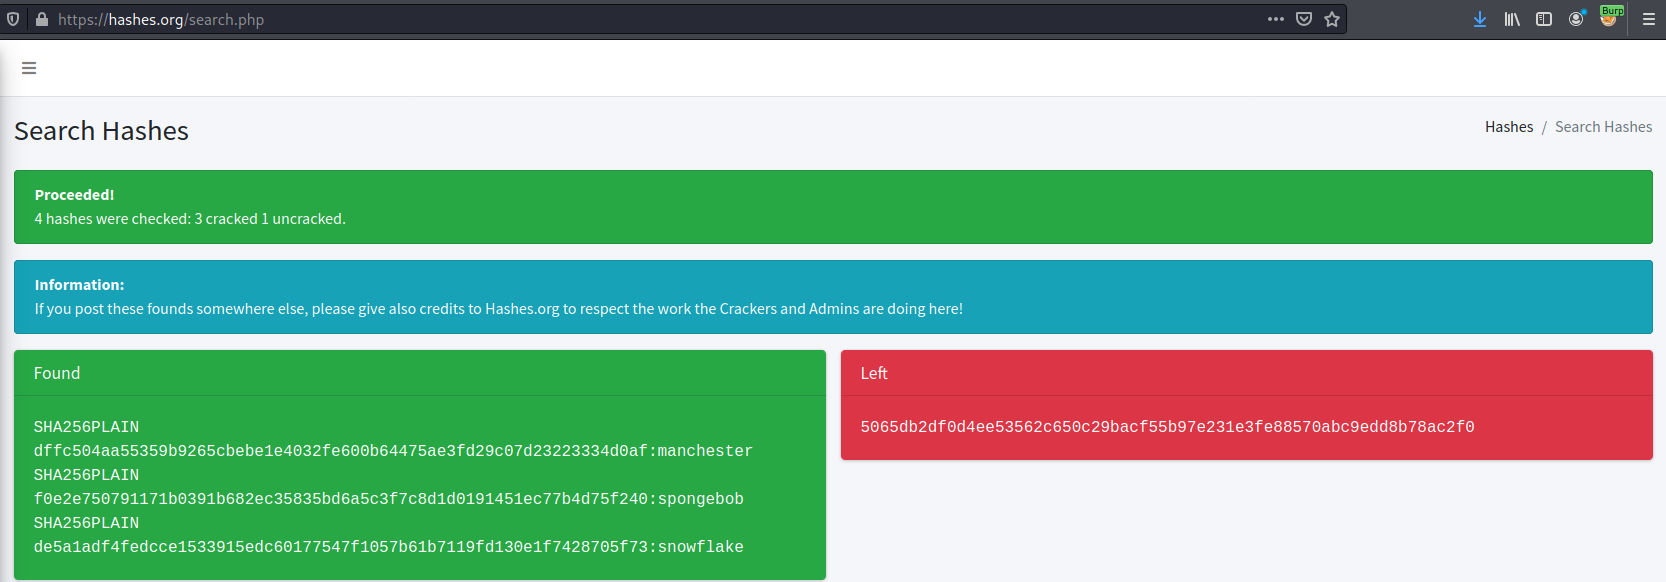 https://hashes.org/search.php
Burp
Search Hashes
Hashes / Search Hashes
Proceeded!
4 hashes were checked: 3 cracked 1 uncracked.
Information:
If you post these founds somewhere else, please give also credits to Hashes.org to respect the work the Crackers and Admins are doing here!
Found
SHA256PLAIN
dffc504aa55359b9265cbebe1e4032fe600b64475ae3fd29c07d23223334d0af:manchester
SHA256PLAIN
f0e2e750791171b0391b682ec35835bd6a5c3f7c8d1d0191451ec77b4d75f240:spongebob
SHA256PLAIN
de5a1adf4fedcce1533915edc60177547f1057b61b7119fd130e1f7428705f73:snowflake
Left
5065db2df0d4ee53562c650c29bacf55b97e231e3fe88570abc9edd8b78ac2f0